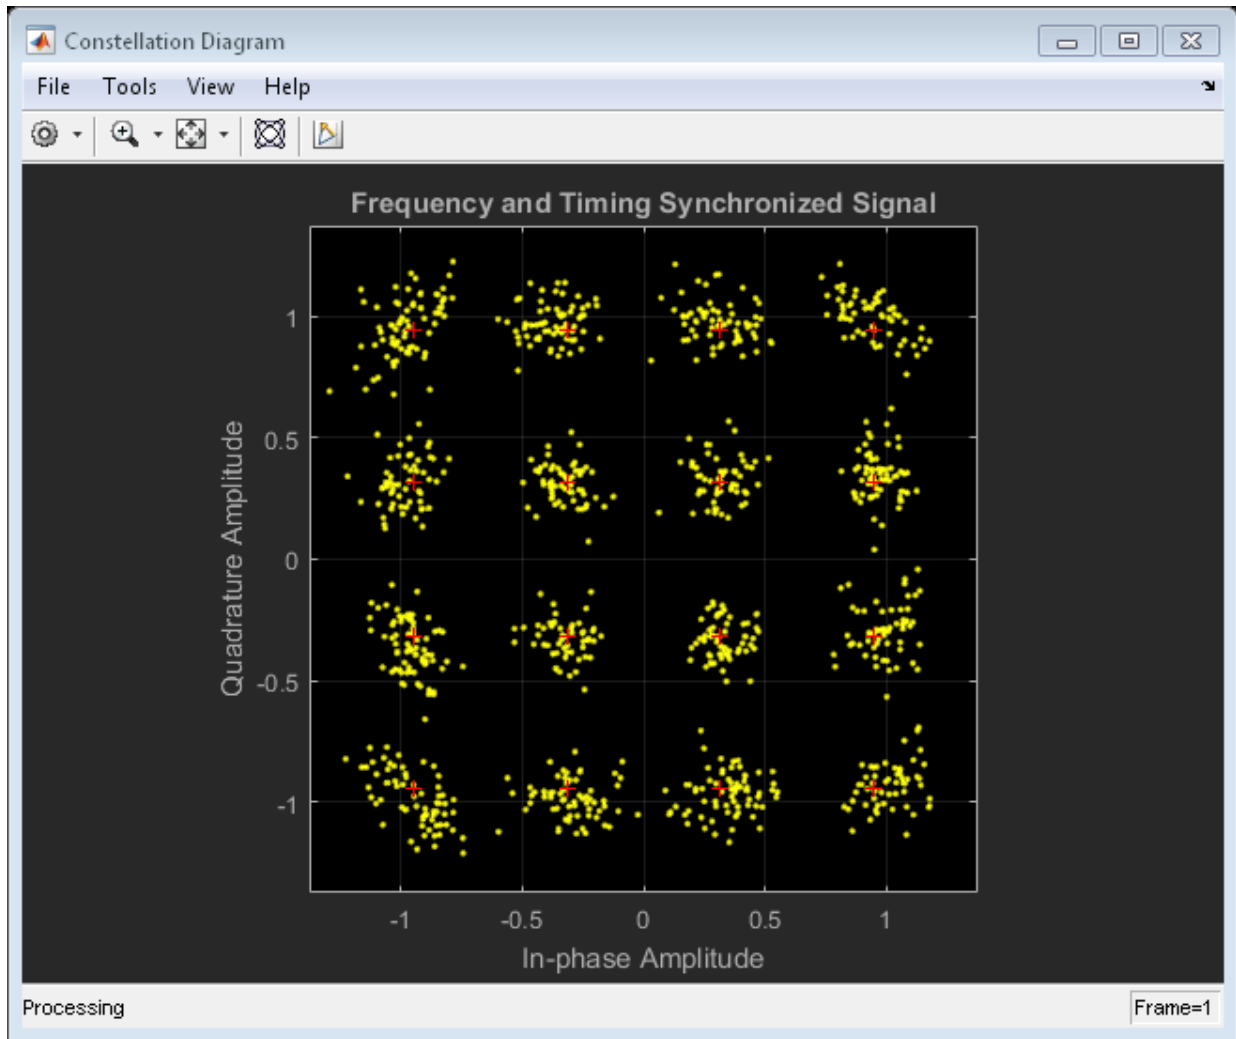 Constellation Diagram
File Tools View Help
Frequency and Timing Synchronized Signal
1
0.5
0
-0.5
-1
Quadrature Amplitude
-1 -0.5 0 0.5 1
In-phase Amplitude
Processing Frame=1